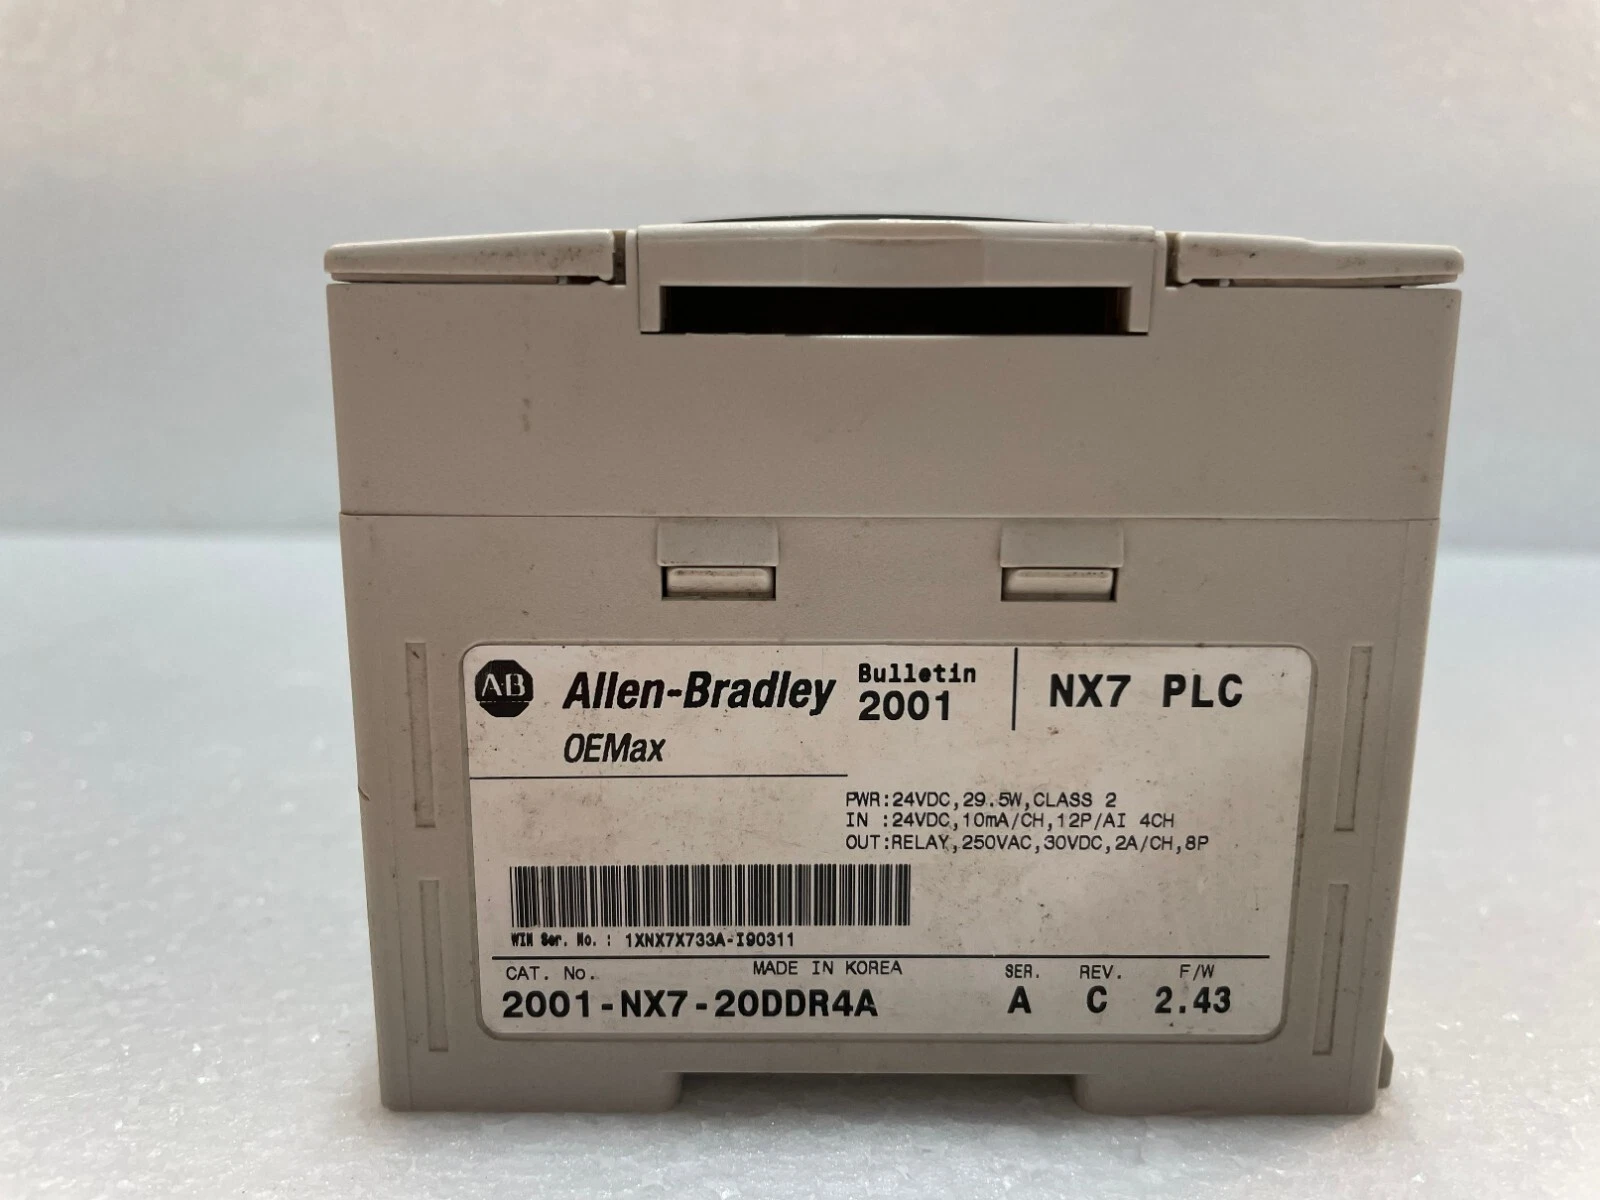 AB Allen-Bradley Bulletin 2001 NX7 PLC
OEMax
PWR:24VDC,29.5W,CLASS 2
IN :24VDC,10mA/CH,12P/AI 4CH
OUT:RELAY,250VAC,30VDC,2A/CH,8P
WIN Ser. No. : 1XNX7X733A-I90311
CAT. No. MADE IN KOREA SER. REV. F/W
2001-NX7-20DDR4A A C 2.43